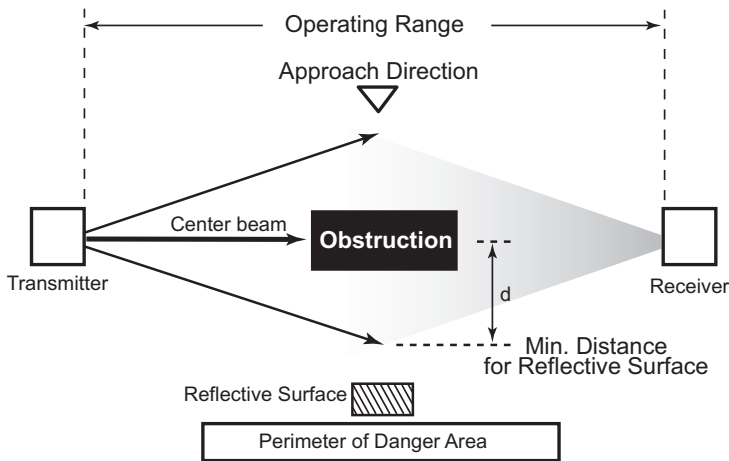 Operating Range
Approach Direction
Center beam
Obstruction
Transmitter
Receiver
d
Min. Distance
for Reflective Surface
Reflective Surface
Perimeter of Danger Area